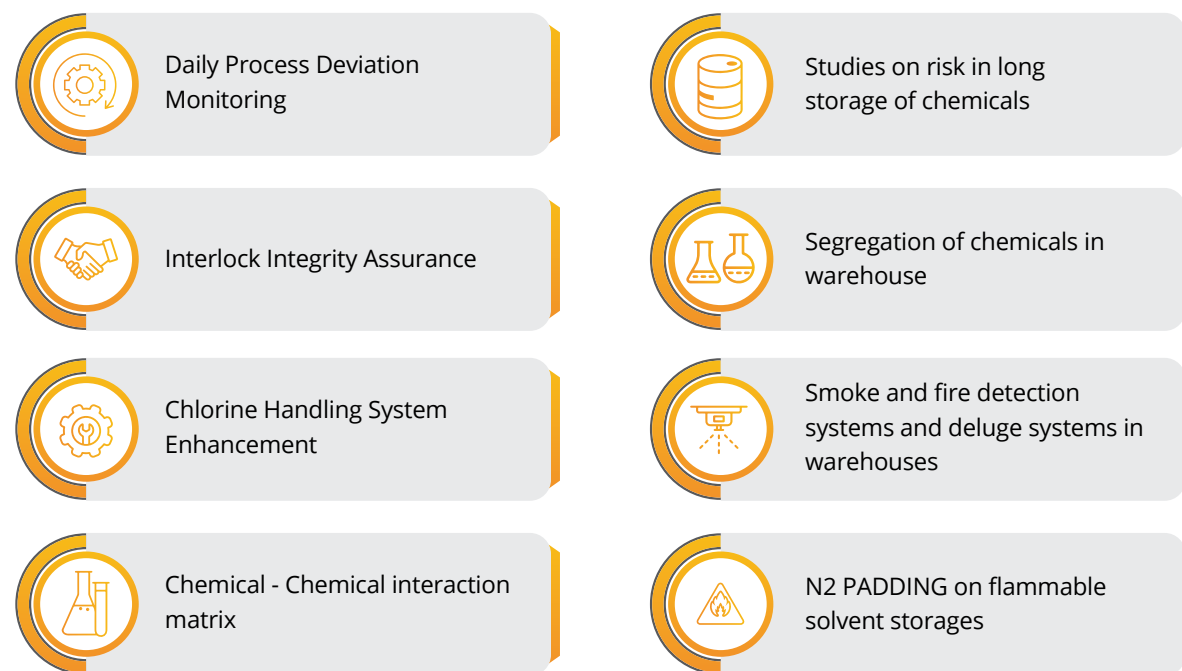 Daily Process Deviation
Monitoring
Interlock Integrity Assurance
Chlorine Handling System
Enhancement
Chemical - Chemical interaction
matrix
Studies on risk in long
storage of chemicals
Segregation of chemicals in
warehouse
Smoke and fire detection
systems and deluge systems in
warehouses
N2 PADDING on flammable
solvent storages